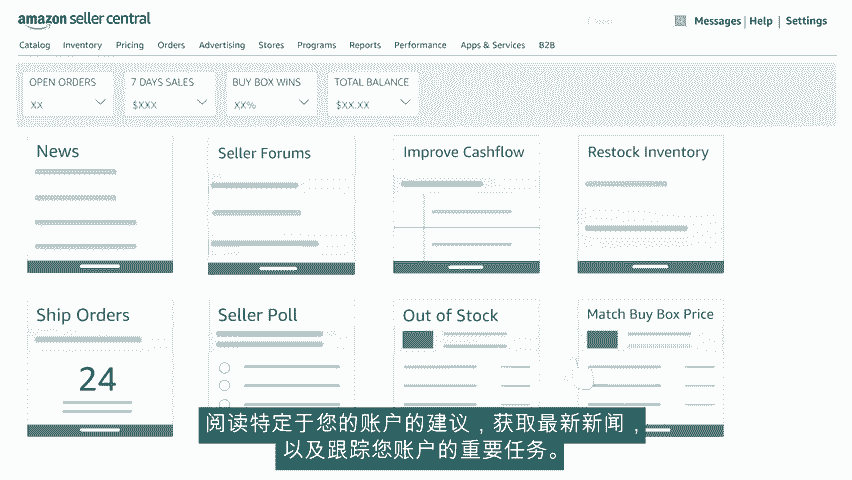 amazon seller central
Messages | Help | Settings
Catalog Inventory Pricing Orders Advertising Stores Programs Reports Performance Apps & Services B2B
OPEN ORDERS 7 DAYS SALES BUY BOX WINS TOTAL BALANCE
XX $XXX XX% $XX.XX
News Seller Forums Improve Cashflow Restock Inventory
Ship Orders Seller Poll Out of Stock Match Buy Box Price
24
阅读特定于您的账户的建议，获取最新新闻，
以及跟踪您账户的重要任务。